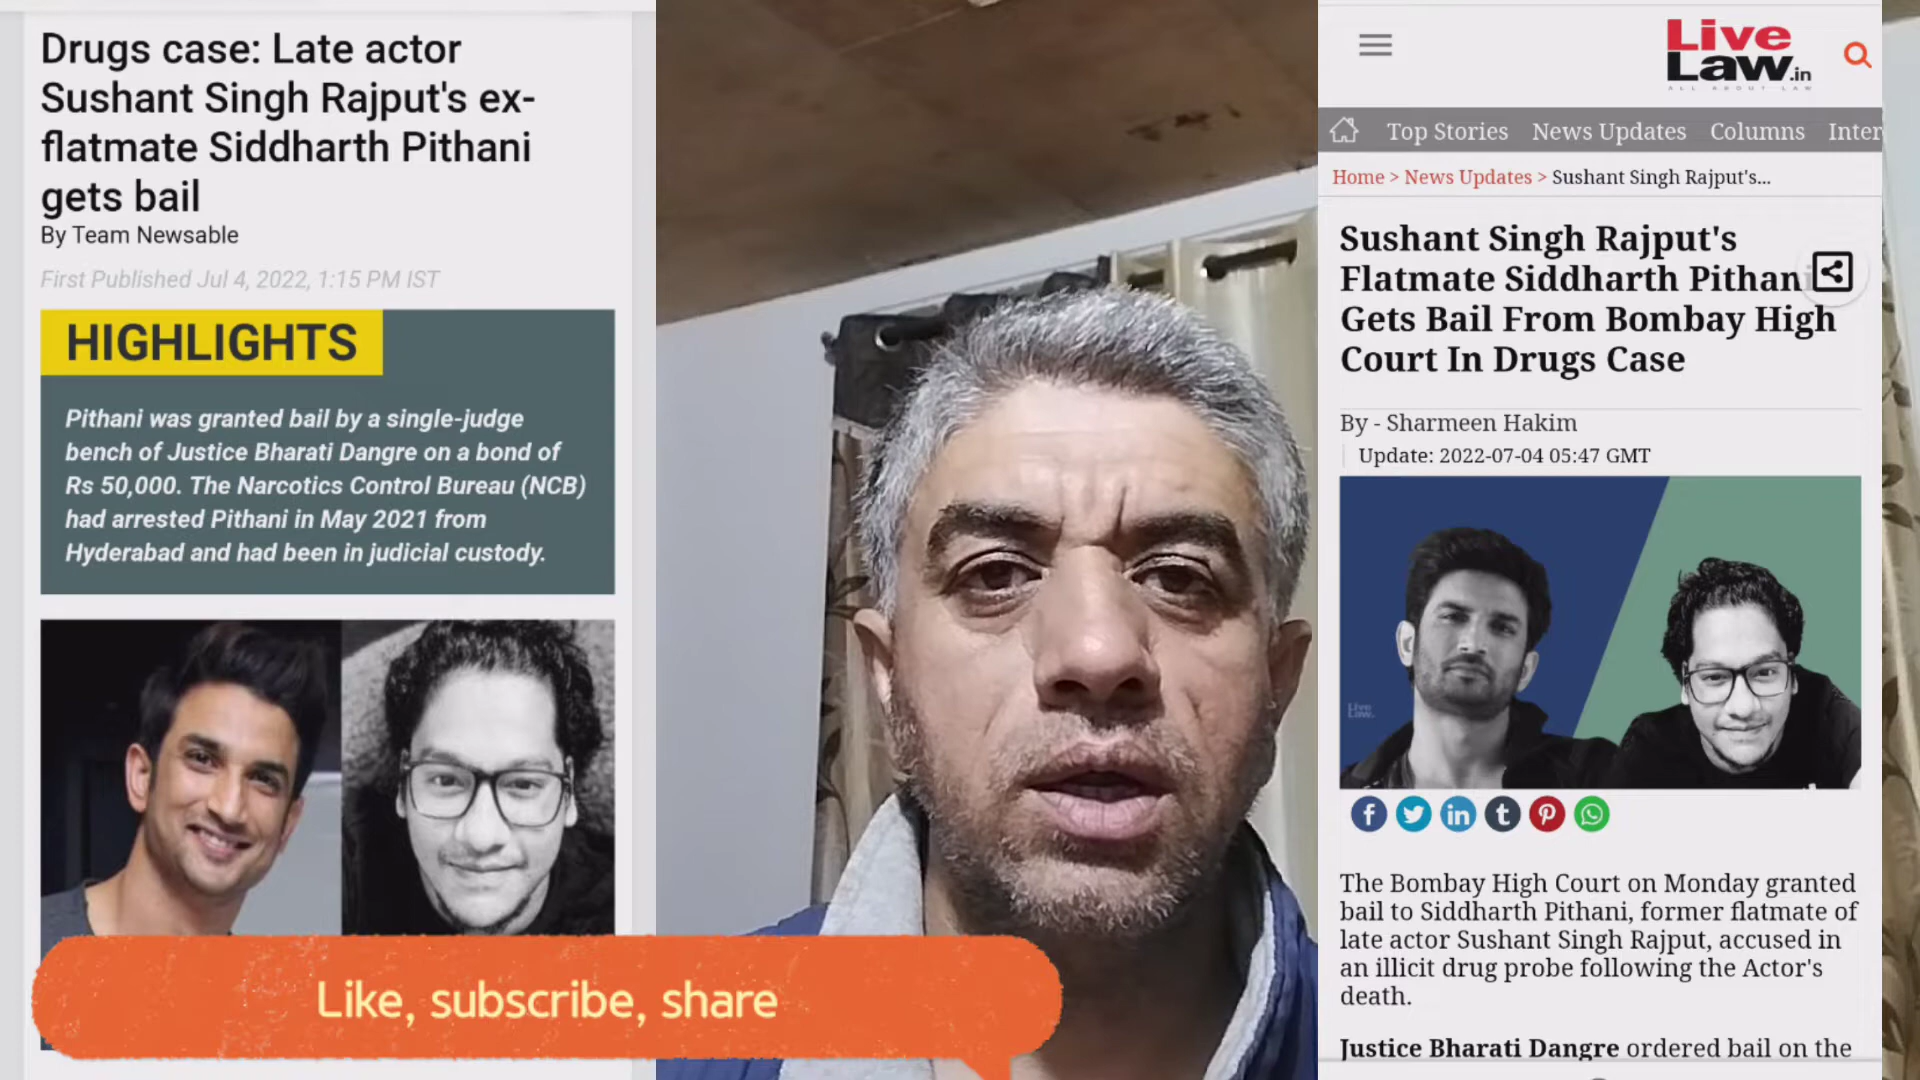 Drugs case: Late actor
Sushant Singh Rajput's ex-
flatmate Siddharth Pithani
gets bail
By Team Newsable
First Published Jul 4, 2022, 1:15 PM IST
HIGHLIGHTS
Pithani was granted bail by a single-judge
bench of Justice Bharati Dangre on a bond of
Rs 50,000. The Narcotics Control Bureau (NCB)
had arrested Pithani in May 2021 from
Hyderabad and had been in judicial custody.
Like, subscribe, share
Live
Law.in
ALL ABOUT LAW
Top Stories News Updates Columns Inter
Home > News Updates > Sushant Singh Rajput's...
Sushant Singh Rajput's
Flatmate Siddharth Pithani
Gets Bail From Bombay High
Court In Drugs Case
By - Sharmeen Hakim
Update: 2022-07-04 05:47 GMT
Live
Law.
The Bombay High Court on Monday granted
bail to Siddharth Pithani, former flatmate of
late actor Sushant Singh Rajput, accused in
an illicit drug probe following the Actor's
death.
Justice Bharati Dangre ordered bail on the